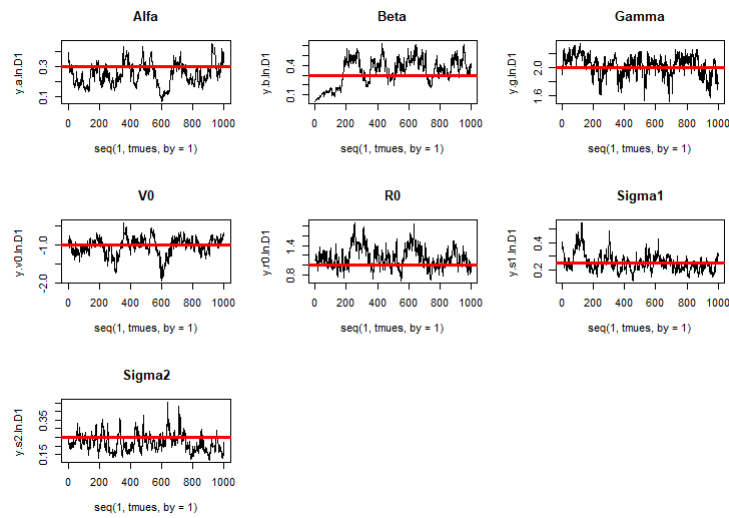 Alfa
y.a.ln.D1
0.1 0.3
0 200 400 600 800 1000
seq(1, tmues, by = 1)
Beta
y.b.ln.D1
0.1 0.4
0 200 400 600 800 1000
seq(1, tmues, by = 1)
Gamma
y.g.ln.D1
1.6 2.0
0 200 400 600 800 1000
seq(1, tmues, by = 1)
V0
y.v0.ln.D1
-2.0 -1.0
0 200 400 600 800 1000
seq(1, tmues, by = 1)
R0
y.r0.ln.D1
0.8 1.4
0 200 400 600 800 1000
seq(1, tmues, by = 1)
Sigma1
y.s1.ln.D1
0.2 0.4
0 200 400 600 800 1000
seq(1, tmues, by = 1)
Sigma2
y.s2.ln.D1
0.15 0.35
0 200 400 600 800 1000
seq(1, tmues, by = 1)